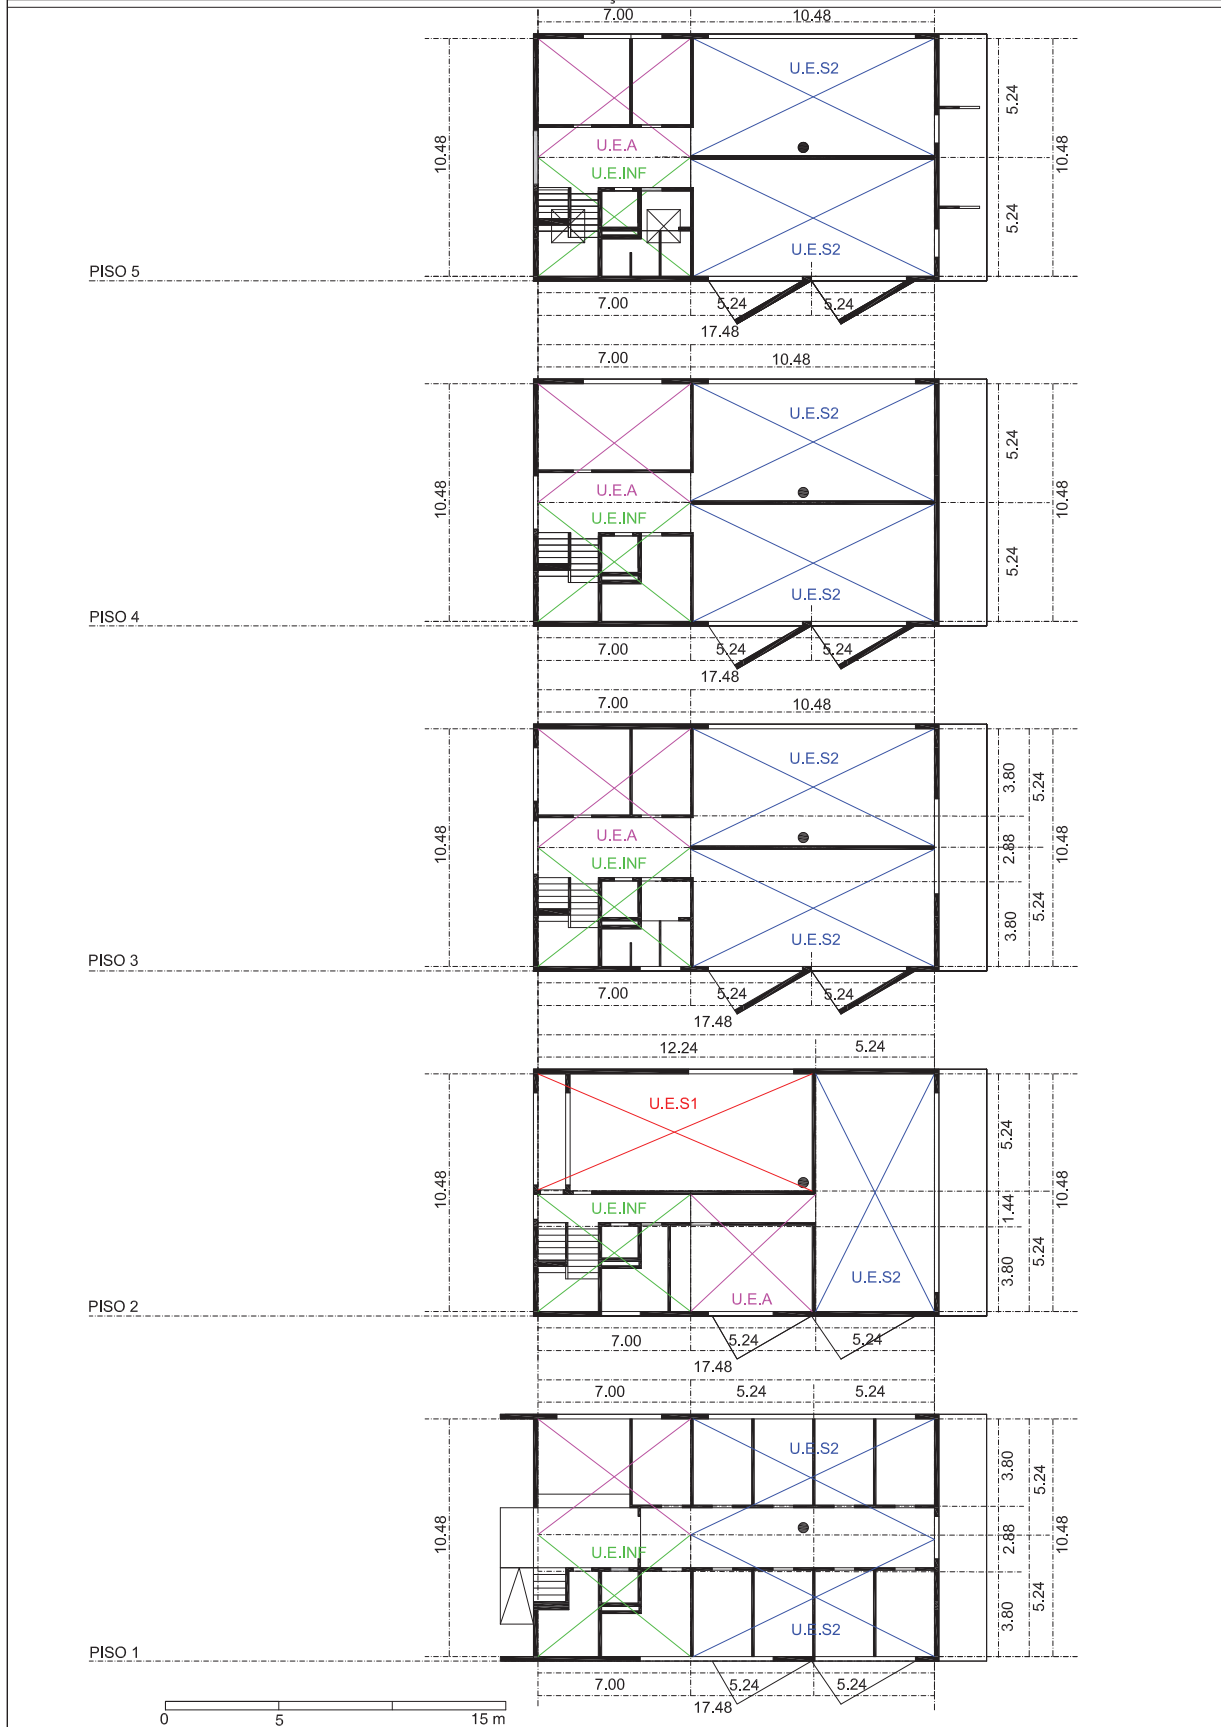 7.00 10.48
U.E.S2
5.24
10.48 10.48
U.E.A
U.E.INF
5.24
U.E.S2
PISO 5
7.00 5.24 5.24
17.48
7.00 10.48
U.E.S2
5.24
U.E.A
10.48 10.48
U.E.INF
5.24
U.E.S2
PISO 4
7.00 5.24 5.24
17.48
7.00 10.48
U.E.S2
3.80 5.24
U.E.A
10.48 2.88 10.48
U.E.INF
3.80 5.24
U.E.S2
PISO 3
7.00 5.24 5.24
17.48
12.24 5.24
U.E.S1
5.24
10.48 1.44 10.48
U.E.INF
3.80 5.24
U.E.S2
U.E.A
PISO 2
7.00 5.24 5.24
17.48
7.00 5.24 5.24
U.E.S2
3.80 5.24
10.48 2.88 10.48
U.E.INF
3.80 5.24
U.E.S2
PISO 1
7.00 5.24 5.24
17.48
0 5 15 m